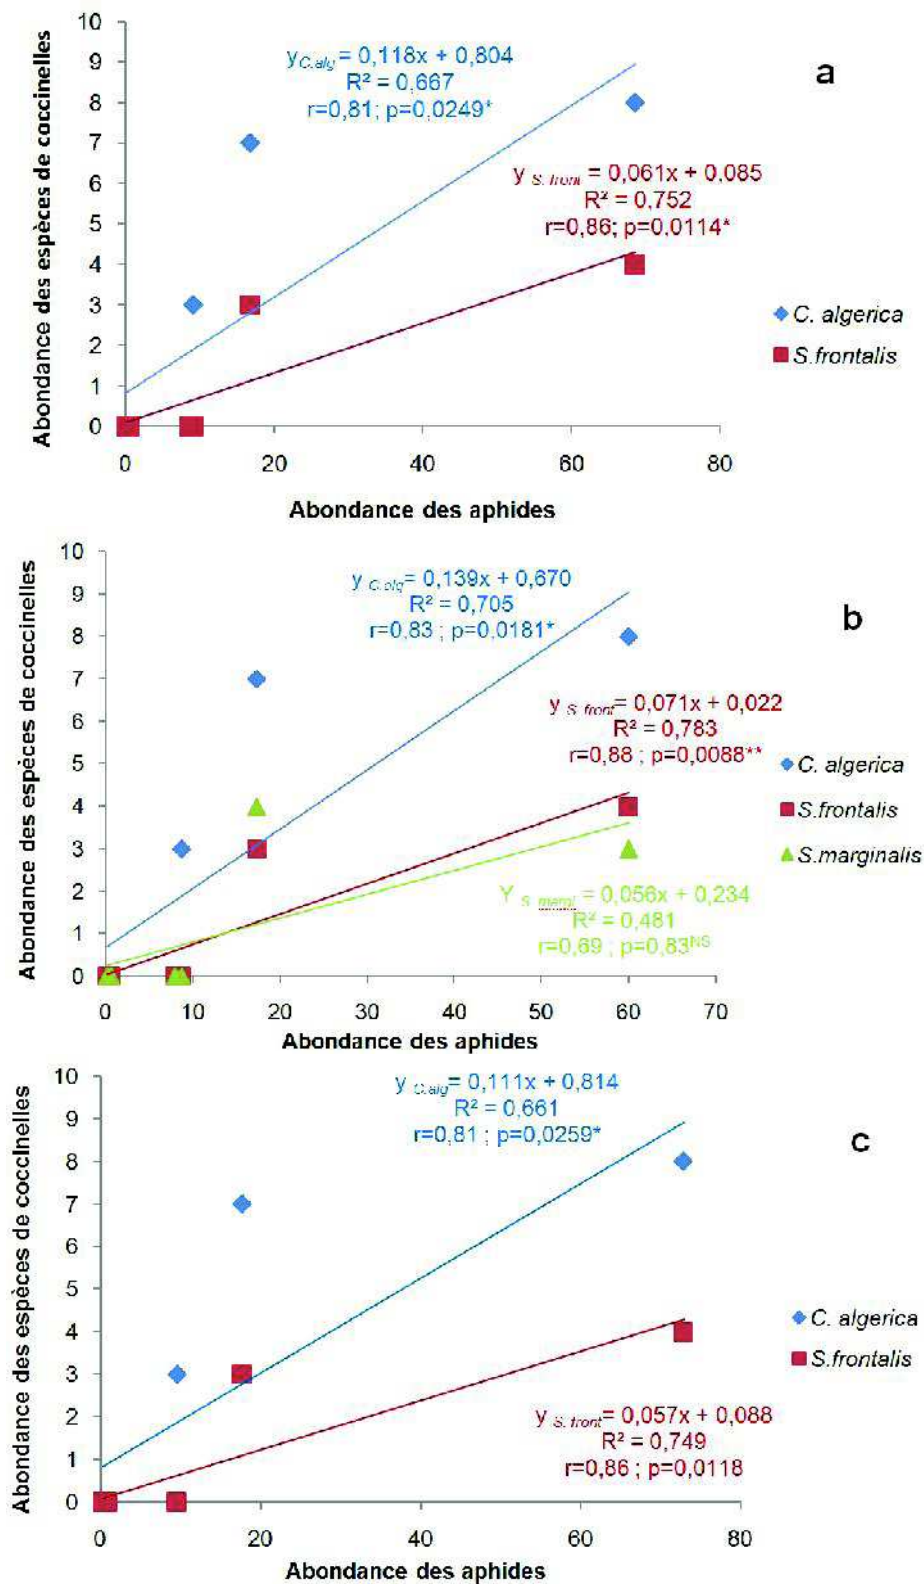 10
9
8
7
6
5
4
3
2
1
0
Abondance des espèces de coccinelles
y C.alg = 0,118x + 0,804
R² = 0,667
r=0,81; p=0,0249*
a
y S. front = 0,061x + 0,085
R² = 0,752
r=0,86; p=0,0114*
C. algerica
S.frontalis
0 20 40 60 80
Abondance des aphides
10
9
8
7
6
5
4
3
2
1
0
Abondance des espèces de coccinelles
y C.alg = 0,139x + 0,670
R² = 0,705
r=0,83 ; p=0,0181*
b
y S. front = 0,071x + 0,022
R² = 0,783
r=0,88 ; p=0,0088**
C. algerica
S.frontalis
S.marginalis
Y S. margi = 0,056x + 0,234
R² = 0,481
r=0,69 ; p=0,83NS
0 10 20 30 40 50 60 70
Abondance des aphides
10
9
8
7
6
5
4
3
2
1
0
Abondance des espèces de coccinelles
y C.alg = 0,111x + 0,814
R² = 0,661
r=0,81 ; p=0,0259*
c
C. algerica
S.frontalis
y S. front = 0,057x + 0,088
R² = 0,749
r=0,86 ; p=0,0118
0 20 40 60 80
Abondance des aphides